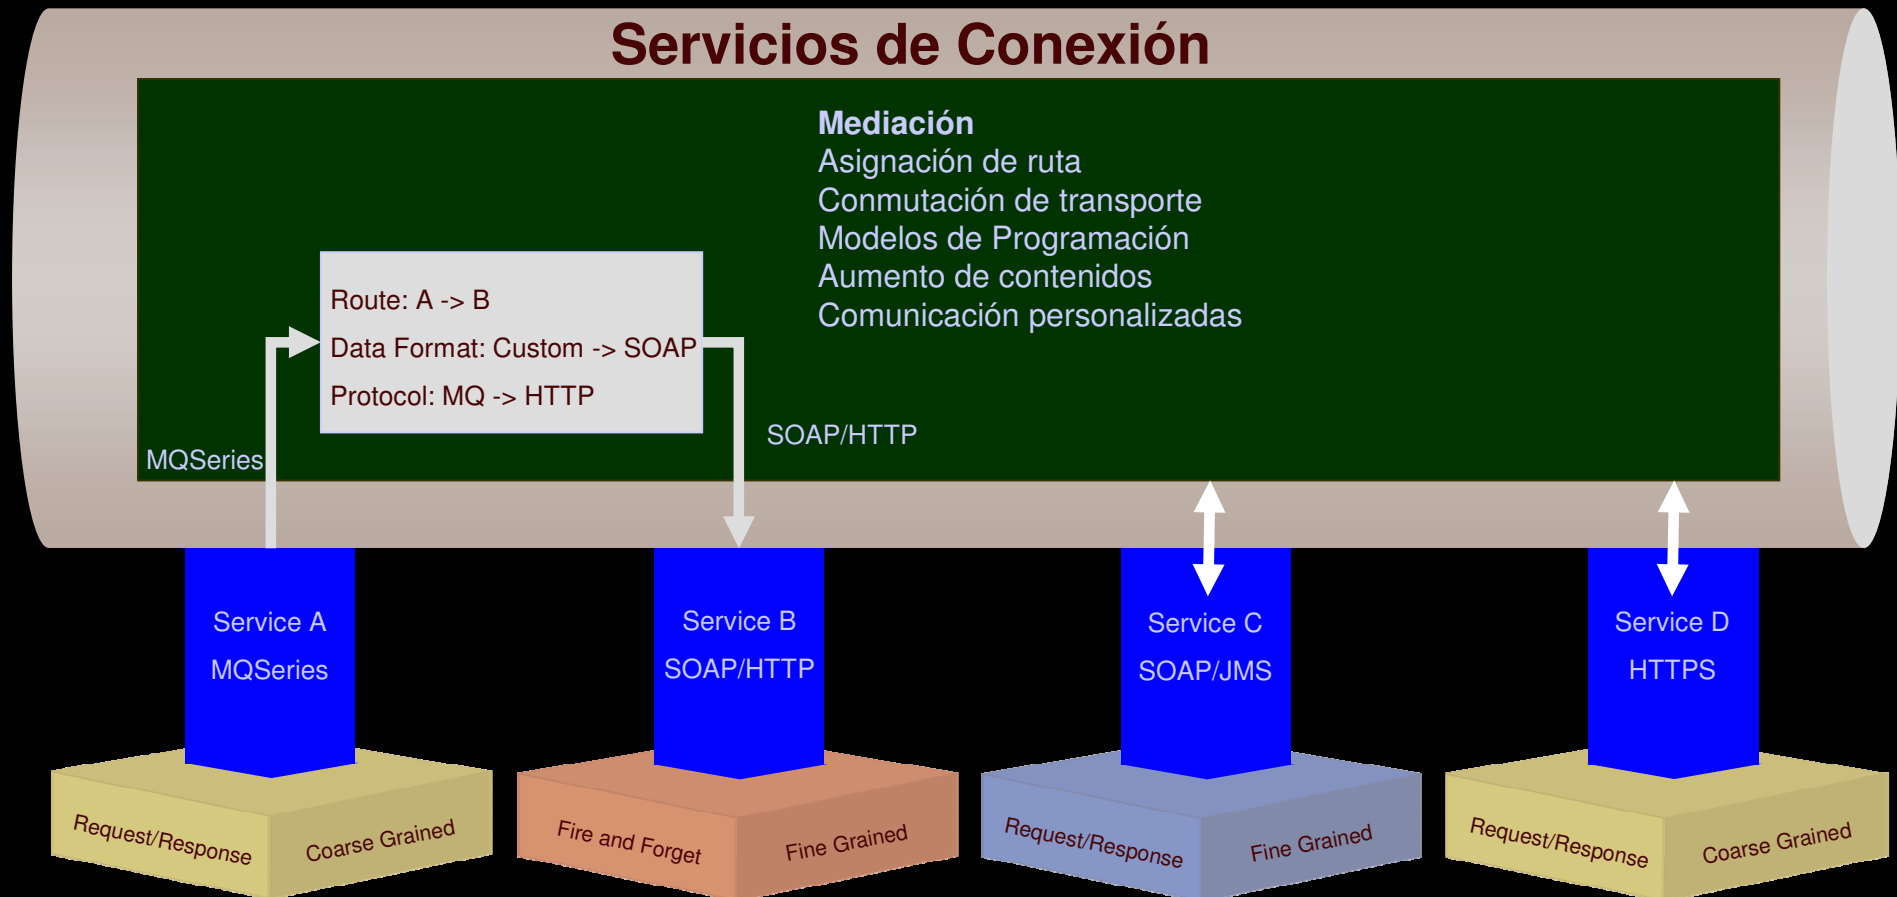 Servicios de Conexión
Mediación
Asignación de ruta
Conmutación de transporte
Modelos de Programación
Aumento de contenidos
Comunicación personalizadas
Route: A -> B
Data Format: Custom -> SOAP
Protocol: MQ -> HTTP
MQSeries
SOAP/HTTP
Service A
MQSeries
Service B
SOAP/HTTP
Service C
SOAP/JMS
Service D
HTTPS
Request/Response
Coarse Grained
Fire and Forget
Fine Grained
Request/Response
Fine Grained
Request/Response
Coarse Grained